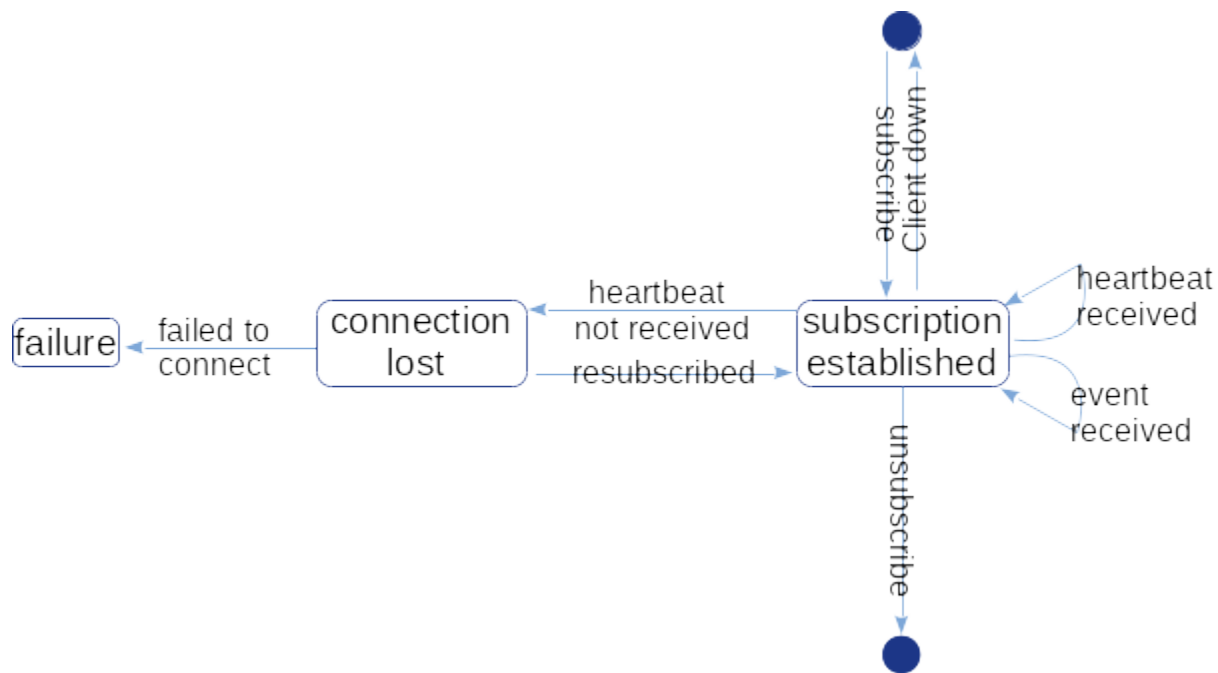 subscribe
Client down
heartbeat
not received
resubscribed
failure
failed to
connect
connection
lost
subscription
established
heartbeat
received
event
received
unsubscribe